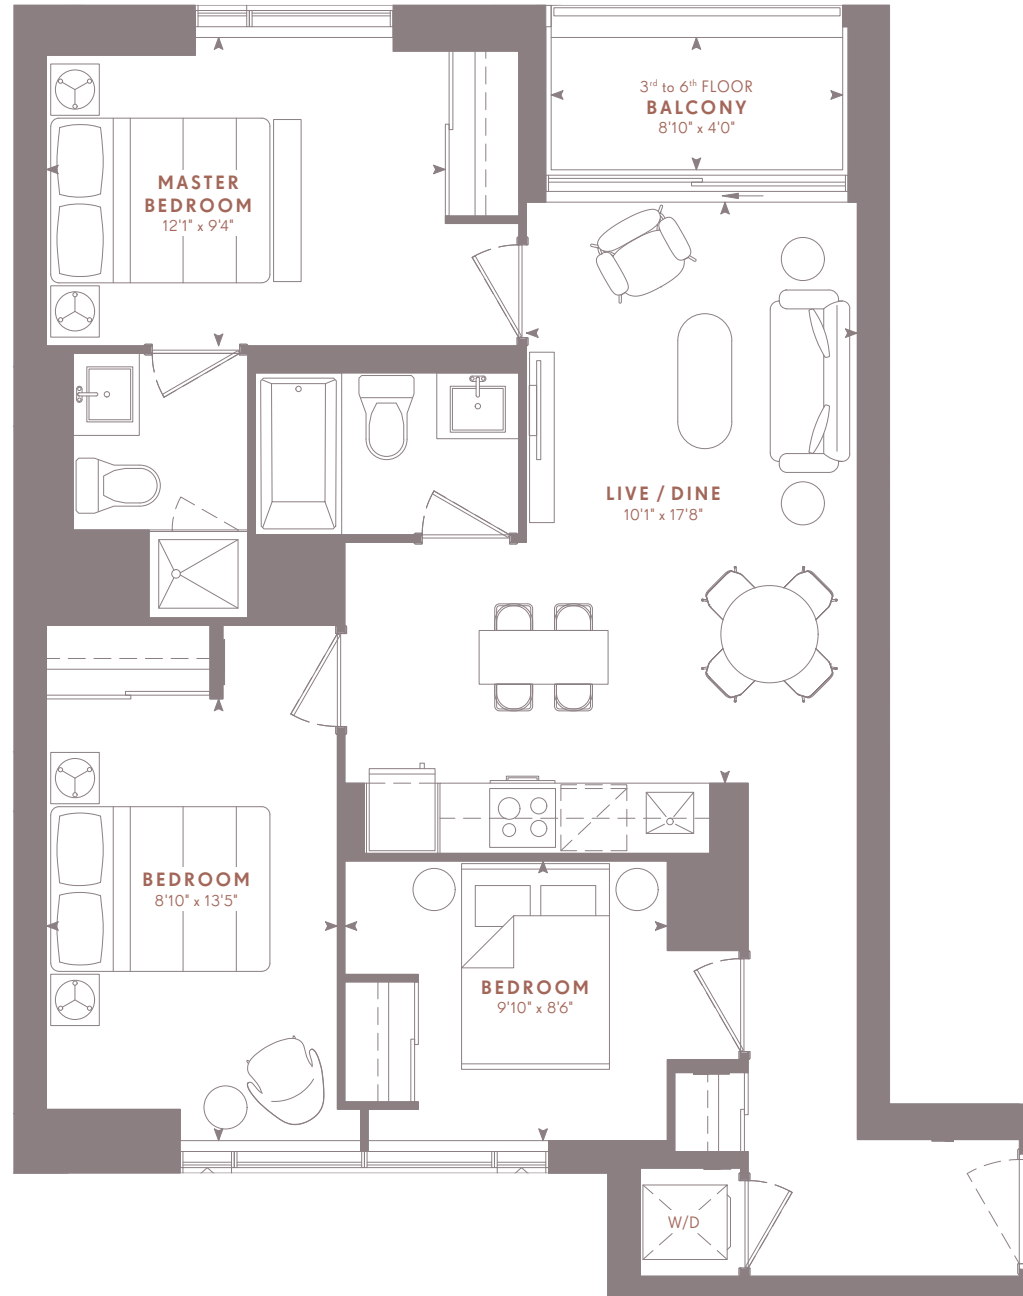 3rd to 6th FLOOR
BALCONY
8'10" x 4'0"
MASTER
BEDROOM
12'1" x 9'4"
LIVE / DINE
10'1" x 17'8"
BEDROOM
8'10" x 13'5"
BEDROOM
9'10" x 8'6"
W/D